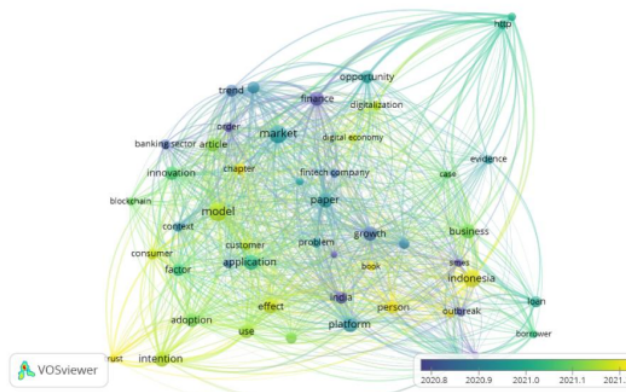 http
opportunity
trend
finance
digitalization
order
market
digital economy
banking sector
article
evidence
chapter
fintech company
case
innovation
paper
blockchain
model
context
growth
business
customer
problem
consumer
application
book
smes
factor
indonesia
india
effect
person
loan
outbreak
adoption
platform
use
borrower
trust
intention
VOSviewer
2020.8 2020.9 2021.0 2021.1 2021.